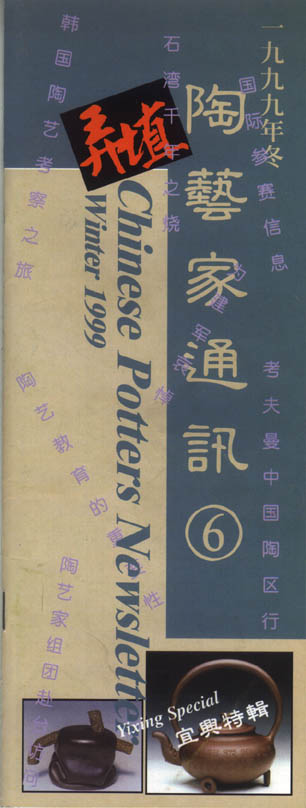 一九九九年冬
国际参赛信息
陶藝家通訊
⑥
弄埴
石湾千年之烧
韩国陶艺考察之旅
Chinese Potters Newsletter
Winter 1999
考夫曼中国陶区行
陶艺教育的重要性
陶艺家组团赴台访问
Yixing Special
宜興特輯